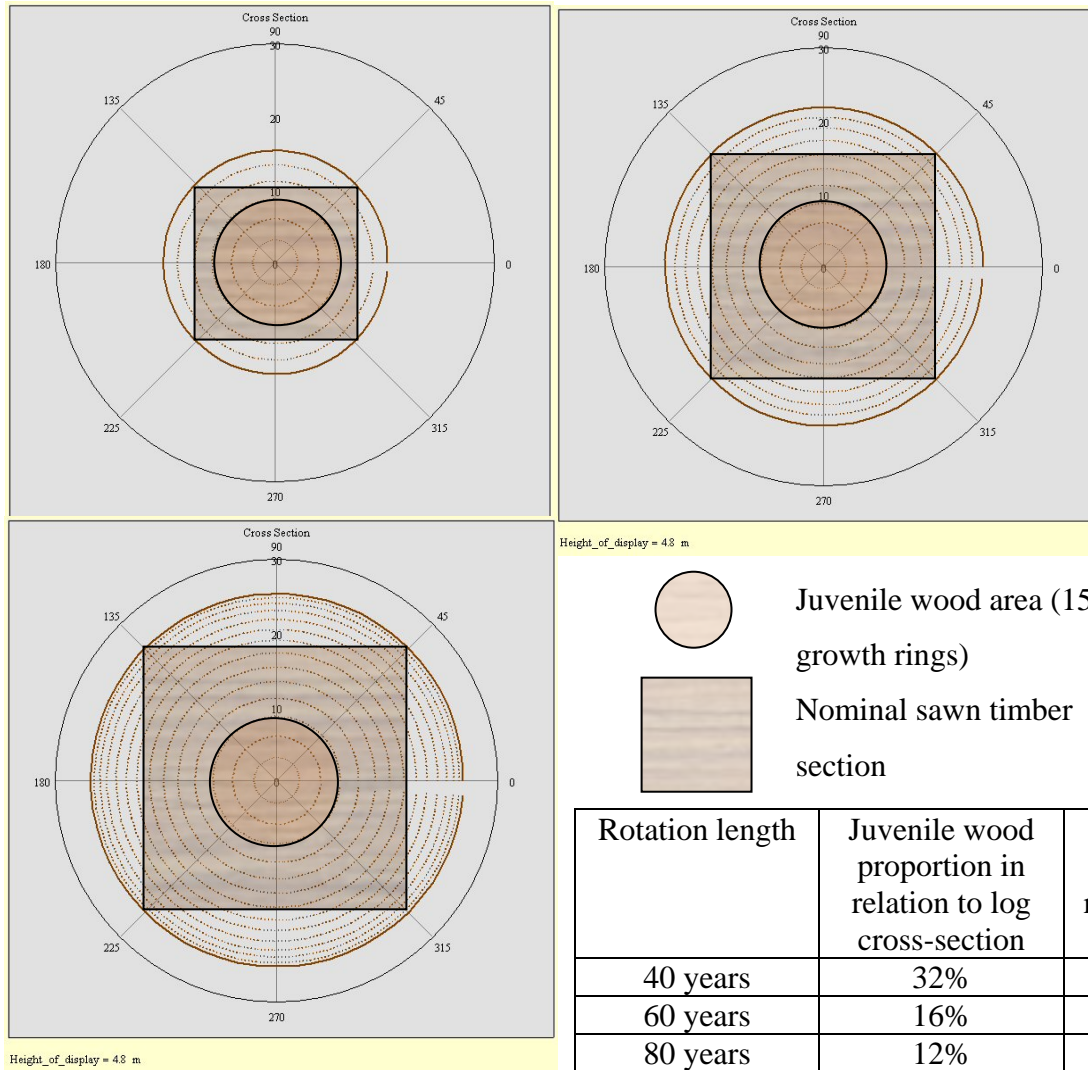 Cross Section
90
30
135
45
20
10
180
0
0
225
315
270
Cross Section
90
30
135
45
20
10
180
0
0
225
315
270
Height_of_display = 4.8 m
Cross Section
90
30
135
45
20
10
180
0
0
225
315
270
Height_of_display = 4.8 m
Juvenile wood area (15
growth rings)
Nominal sawn timber
section
Rotation length
Juvenile wood
proportion in
relation to log
cross-section
40 years 32%
60 years 16%
80 years 12%